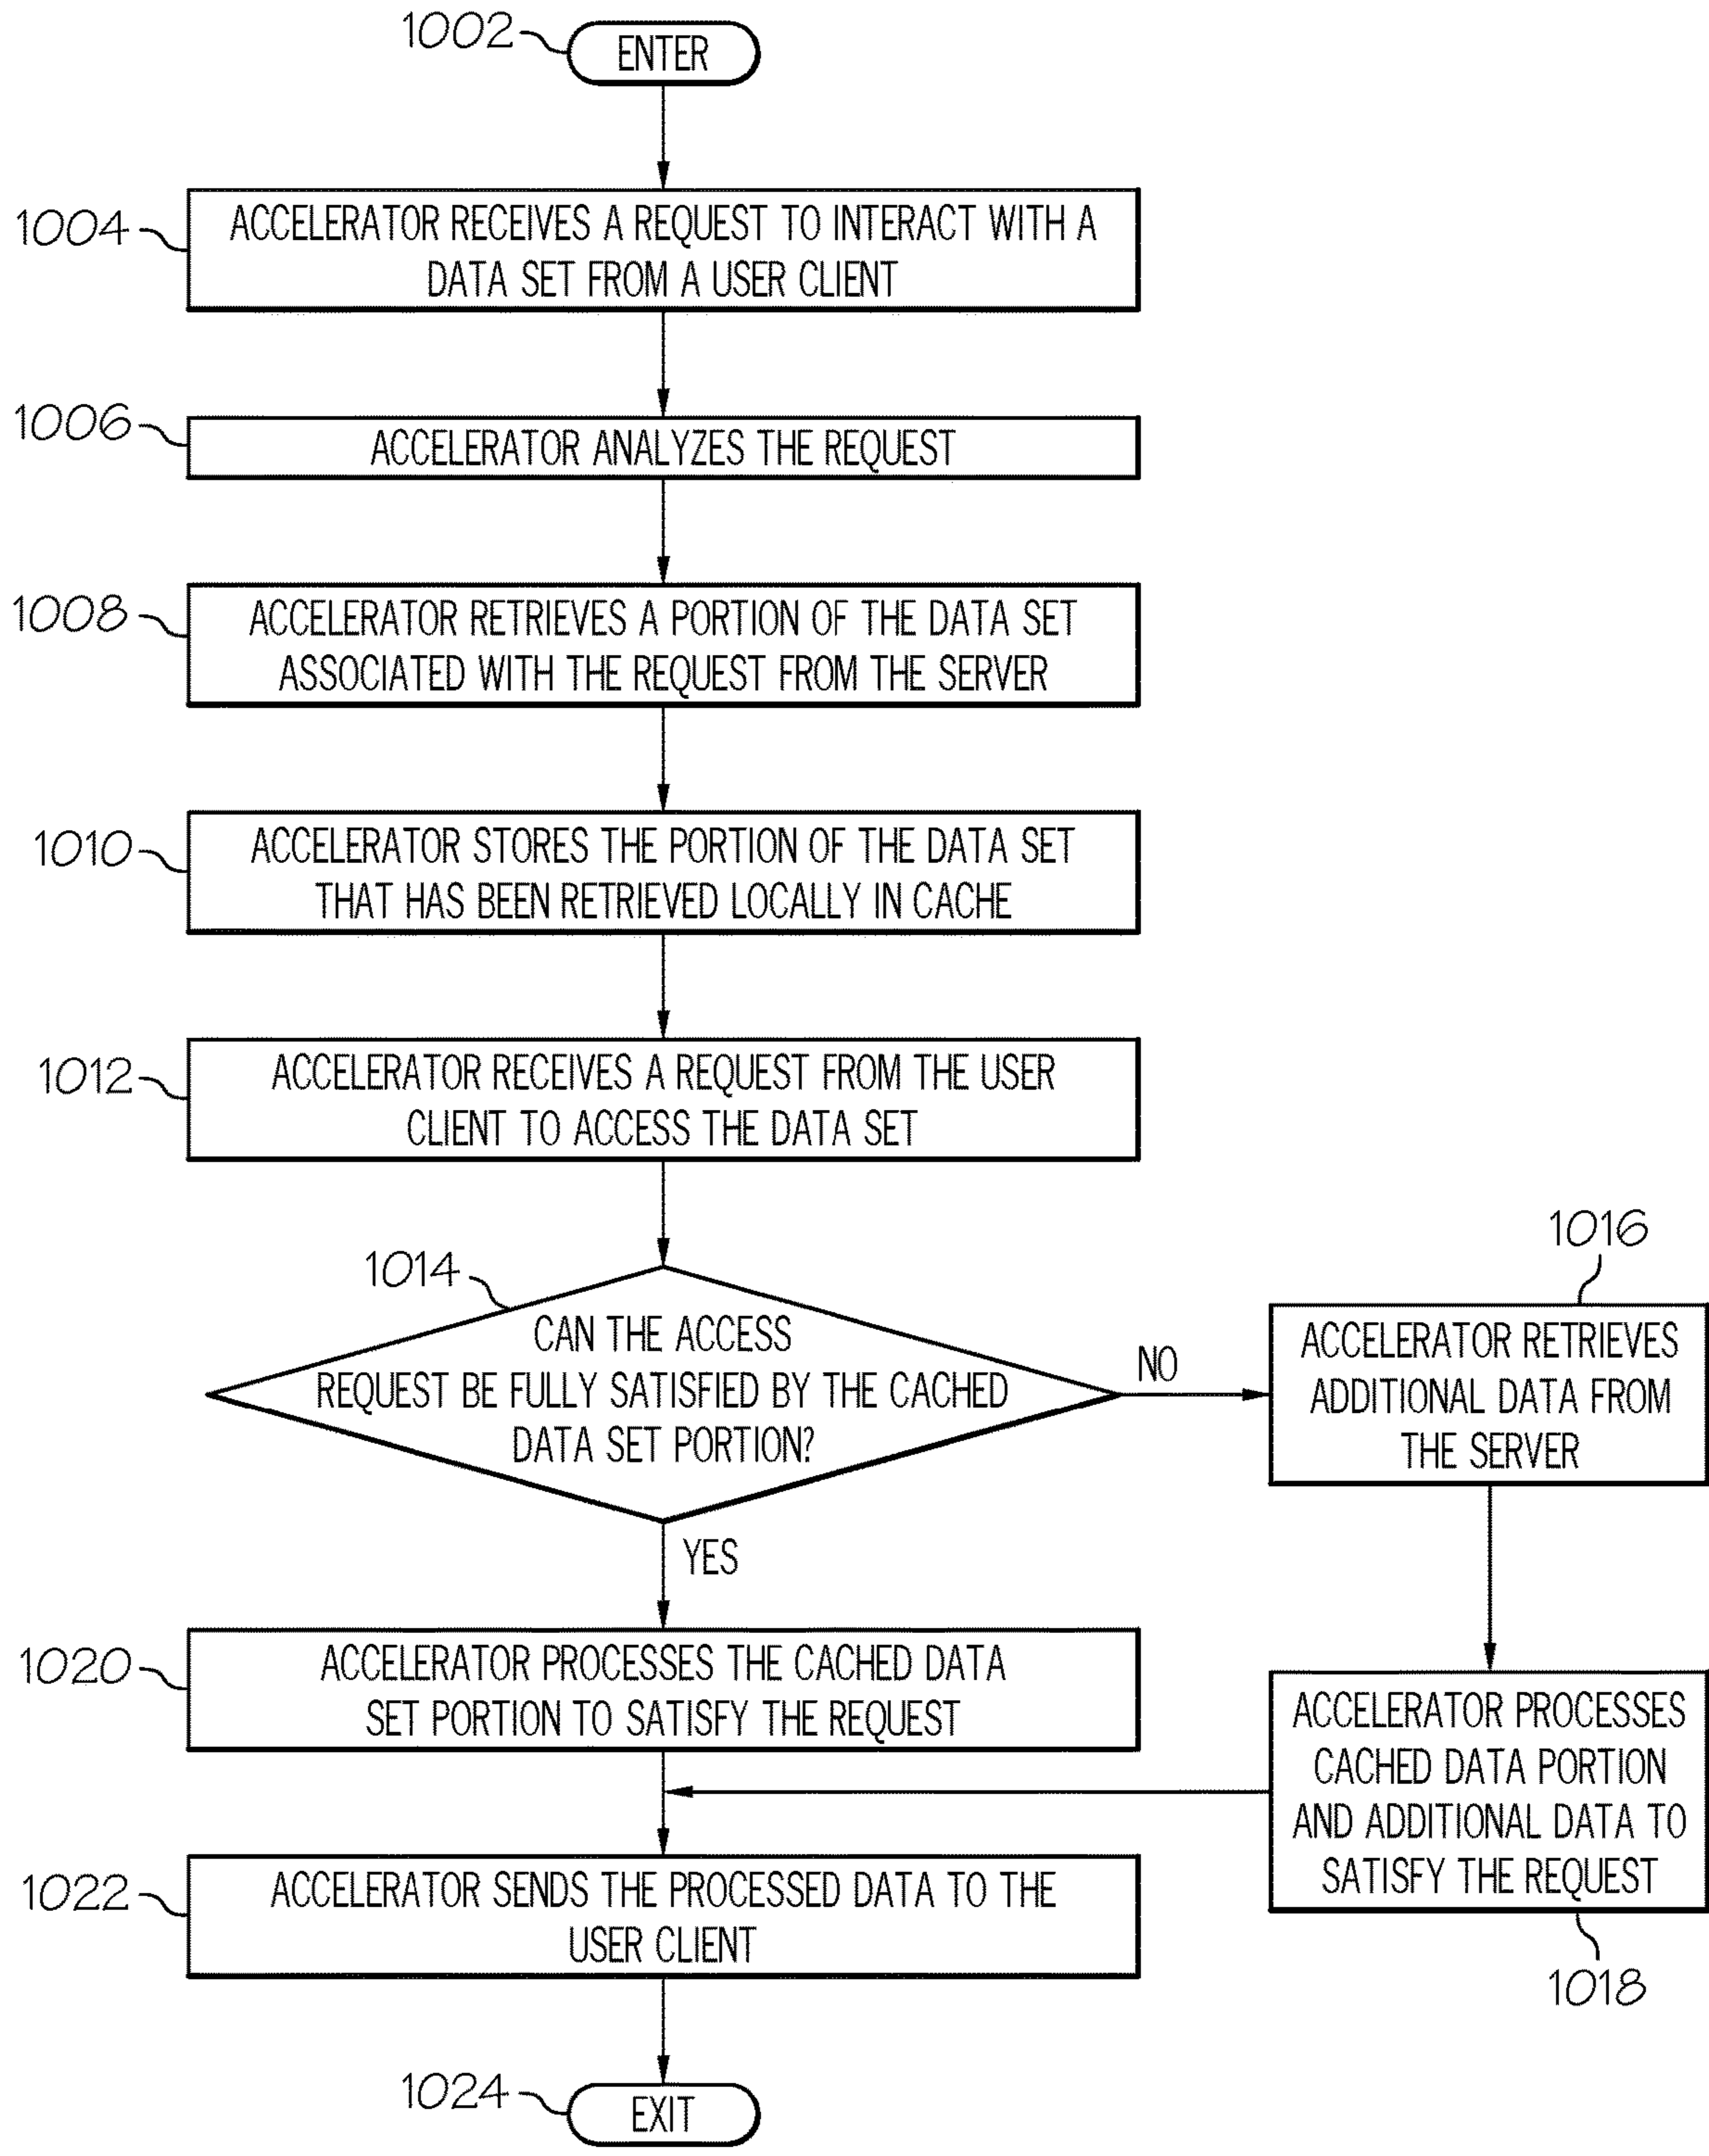 1002
ENTER
1004
ACCELERATOR RECEIVES A REQUEST TO INTERACT WITH A
DATA SET FROM A USER CLIENT
1006
ACCELERATOR ANALYZES THE REQUEST
1008
ACCELERATOR RETRIEVES A PORTION OF THE DATA SET
ASSOCIATED WITH THE REQUEST FROM THE SERVER
1010
ACCELERATOR STORES THE PORTION OF THE DATA SET
THAT HAS BEEN RETRIEVED LOCALLY IN CACHE
1012
ACCELERATOR RECEIVES A REQUEST FROM THE USER
CLIENT TO ACCESS THE DATA SET
1014
CAN THE ACCESS
REQUEST BE FULLY SATISFIED BY THE CACHED
DATA SET PORTION?
NO
1016
ACCELERATOR RETRIEVES
ADDITIONAL DATA FROM
THE SERVER
YES
1020
ACCELERATOR PROCESSES THE CACHED DATA
SET PORTION TO SATISFY THE REQUEST
ACCELERATOR PROCESSES
CACHED DATA PORTION
AND ADDITIONAL DATA TO
SATISFY THE REQUEST
1018
1022
ACCELERATOR SENDS THE PROCESSED DATA TO THE
USER CLIENT
1024
EXIT